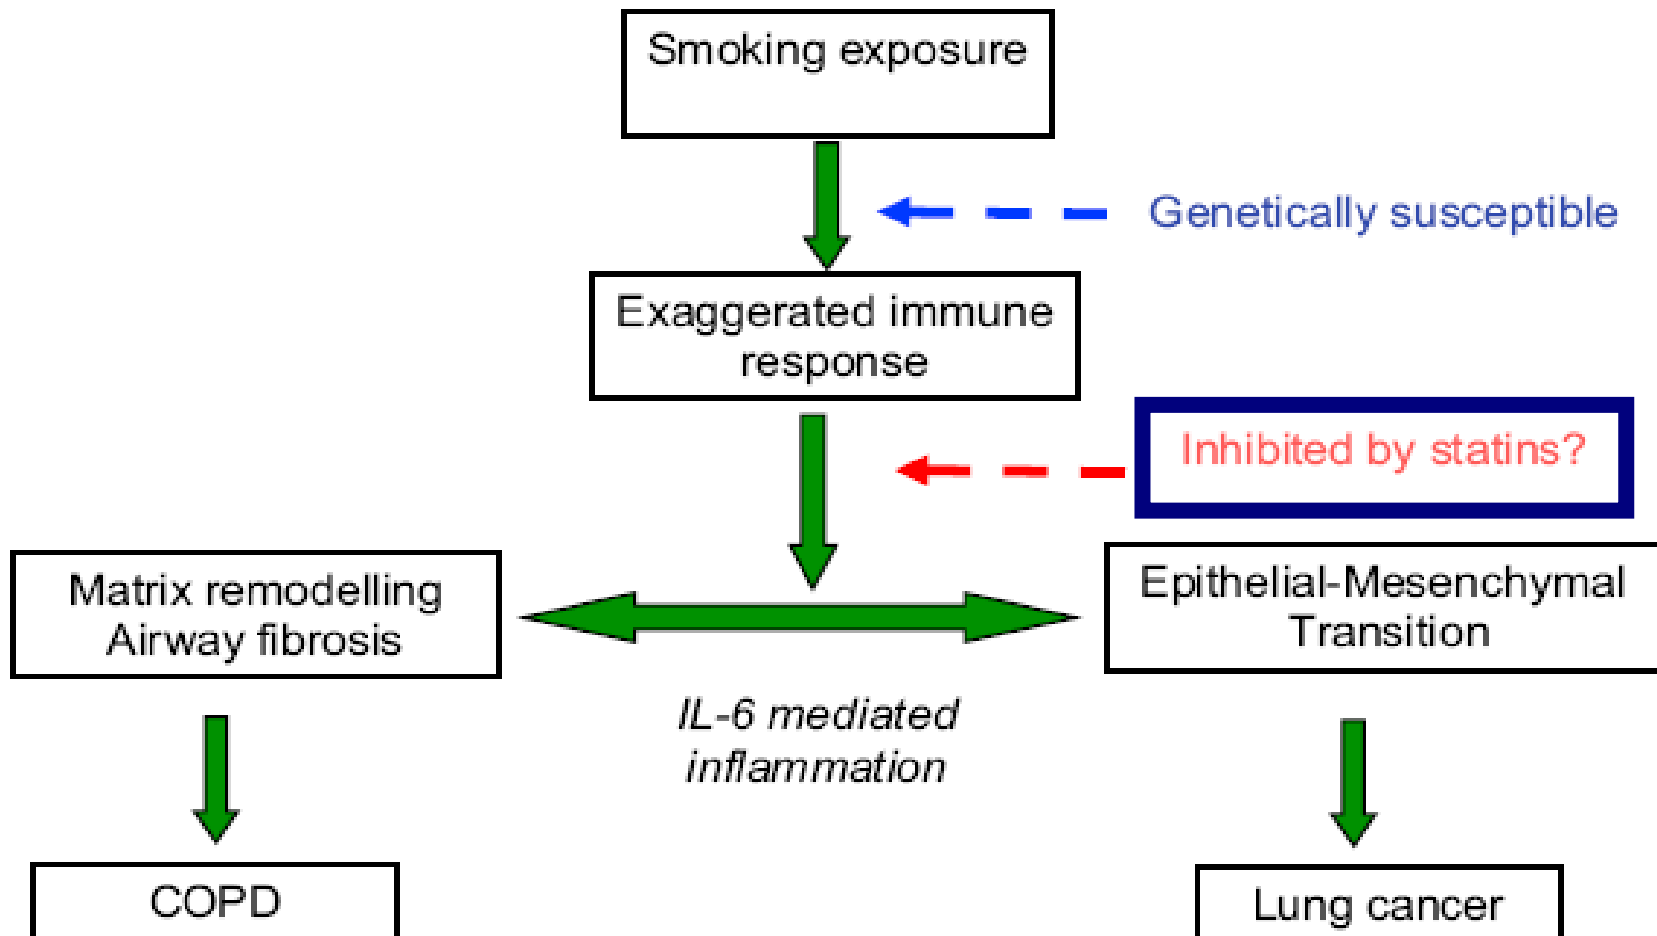 Smoking exposure
Genetically susceptible
Exaggerated immune
response
Inhibited by statins?
Matrix remodelling
Airway fibrosis
Epithelial-Mesenchymal
Transition
IL-6 mediated
inflammation
COPD
Lung cancer